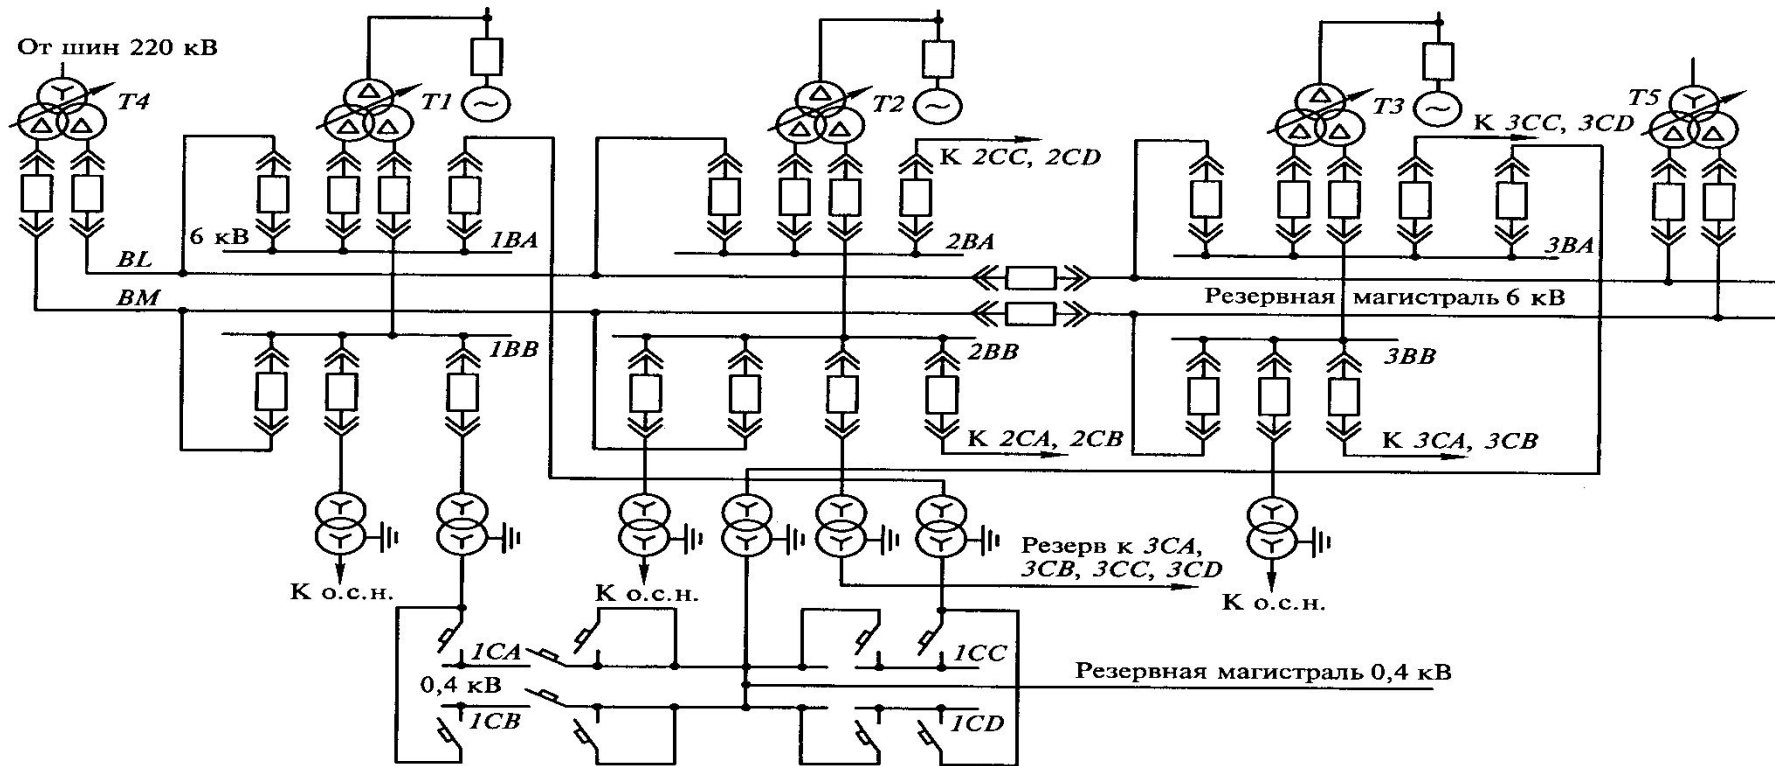 От шин 220 кВ
T4
T1
T2
T3
T5
К 2CC, 2CD
К 3CC, 3CD
6 кВ
1BA
2BA
3BA
BL
BM
Резервная магистраль 6 кВ
1BB
2BB
3BB
К 2CA, 2CB
К 3CA, 3CB
Резерв к 3CA,
3CB, 3CC, 3CD
К о.с.н.
К о.с.н.
К о.с.н.
1CA
1CC
Резервная магистраль 0,4 кВ
0,4 кВ
1CB
1CD